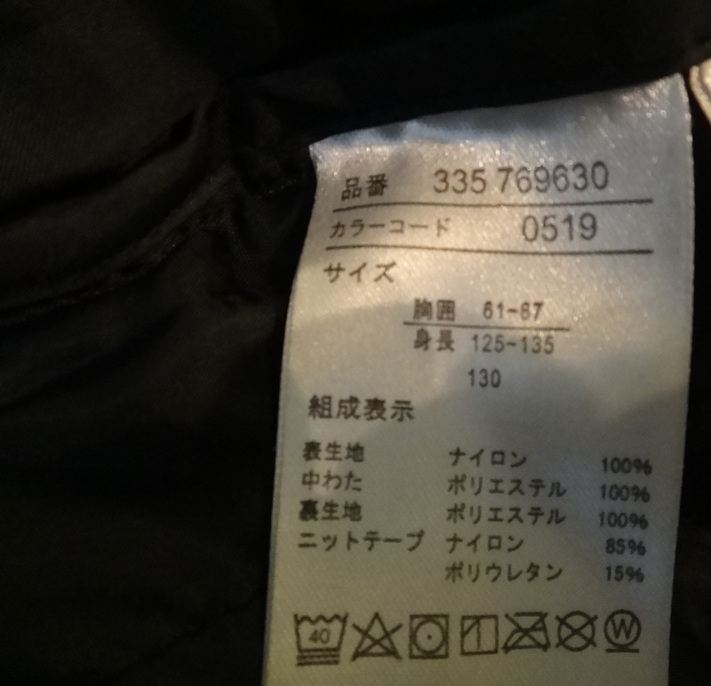 品番 335 769630
カラーコード 0519
サイズ
胸囲 61~67
身長 125~135
130
組成表示
表生地 ナイロン 100%
中わた ポリエステル 100%
裏生地 ポリエステル 100%
ニットテープ ナイロン 85%
ポリウレタン 15%
40 W